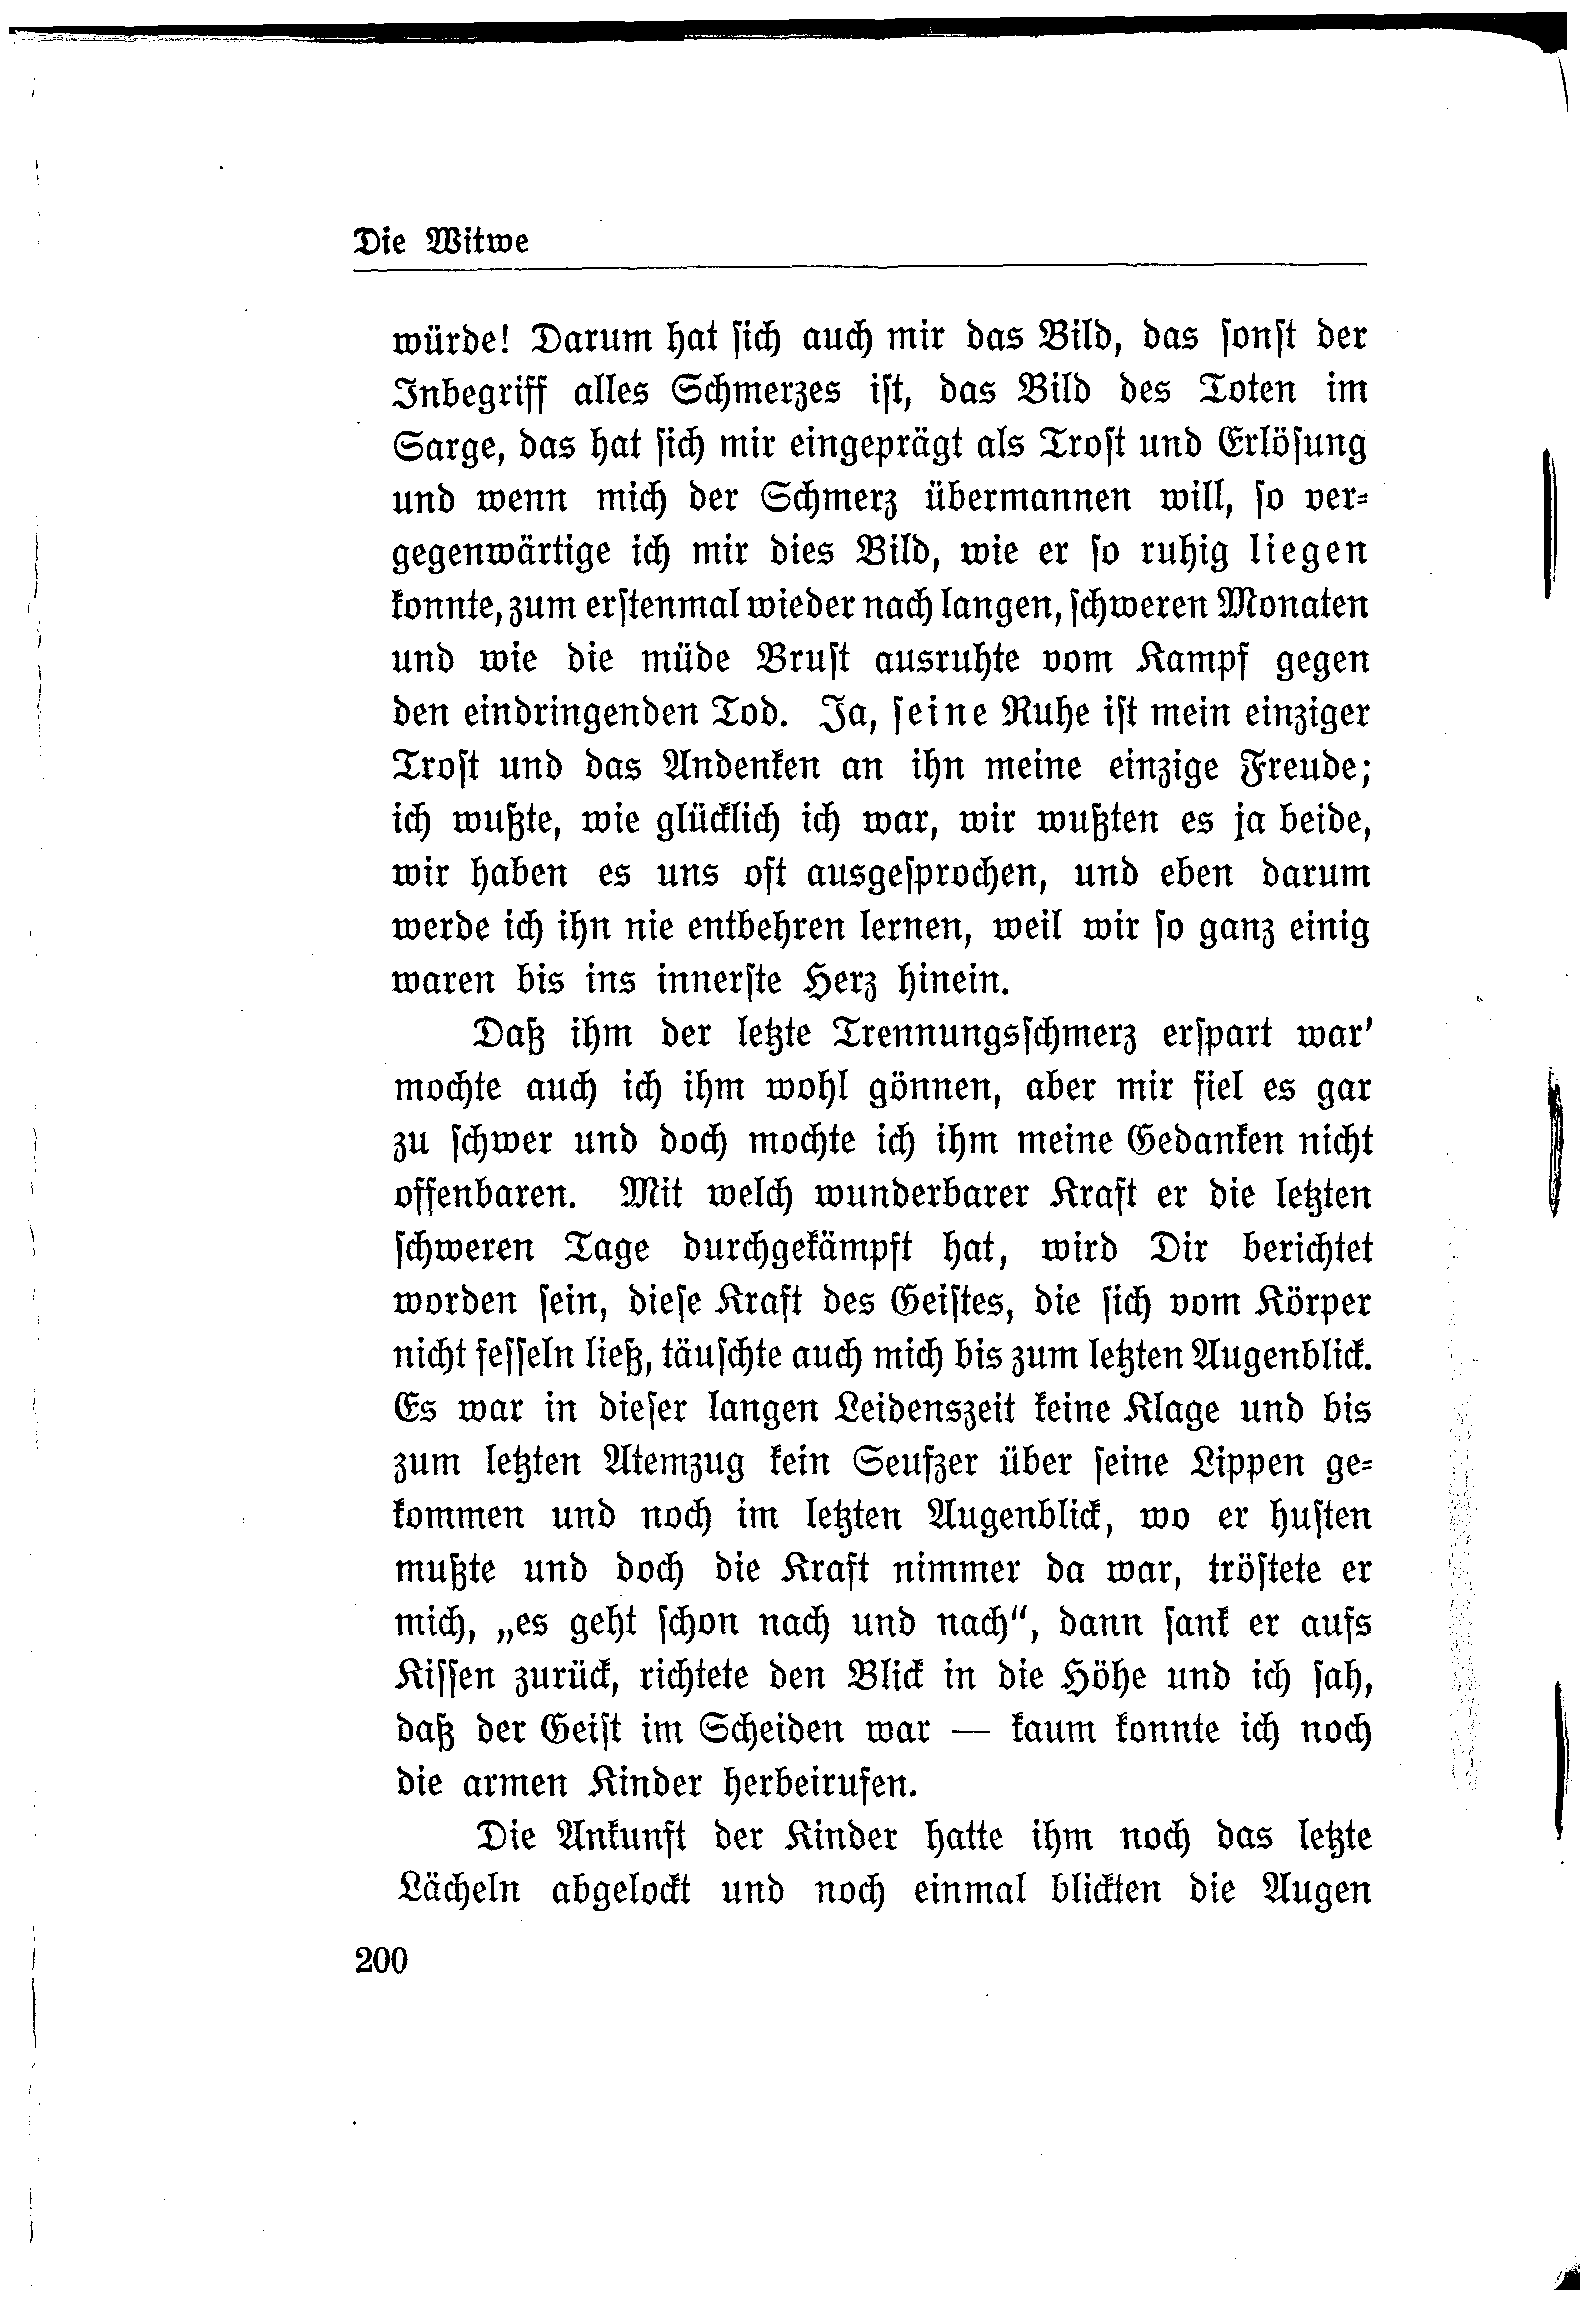 Die Witwe
würde! Darum hat sich auch mir das Bild, das sonst der
Inbegriff alles Schmerzes ist, das Bild des Toten im
Sarge, das hat sich mir eingeprägt als Trost und Erlösung
und wenn mich der Schmerz übermannen will, so ver-
gegenwärtige ich mir dies Bild, wie er so ruhig liegen
konnte, zum erstenmal wieder nach langen, schweren Monaten
und wie die müde Brust ausruhte vom Kampf gegen
den eindringenden Tod. Ja, seine Ruhe ist mein einziger
Trost und das Andenken an ihn meine einzige Freude;
ich wußte, wie glücklich ich war, wir wußten es ja beide,
wir haben es uns oft ausgesprochen, und eben darum
werde ich ihn nie entbehren lernen, weil wir so ganz einig
waren bis ins innerste Herz hinein.
Daß ihm der letzte Trennungsschmerz erspart war'
mochte auch ich ihm wohl gönnen, aber mir fiel es gar
zu schwer und doch mochte ich ihm meine Gedanken nicht
offenbaren. Mit welch wunderbarer Kraft er die letzten
schweren Tage durchgekämpft hat, wird Dir berichtet
worden sein, diese Kraft des Geistes, die sich vom Körper
nicht fesseln ließ, täuschte auch mich bis zum letzten Augenblick.
Es war in dieser langen Leidenszeit keine Klage und bis
zum letzten Atemzug kein Seufzer über seine Lippen ge-
kommen und noch im letzten Augenblick, wo er husten
mußte und doch die Kraft nimmer da war, tröstete er
mich, „es geht schon nach und nach“, dann sank er aufs
Kissen zurück, richtete den Blick in die Höhe und ich sah,
daß der Geist im Scheiden war — kaum konnte ich noch
die armen Kinder herbeirufen.
Die Ankunft der Kinder hatte ihm noch das letzte
Lächeln abgelockt und noch einmal blickten die Augen
200